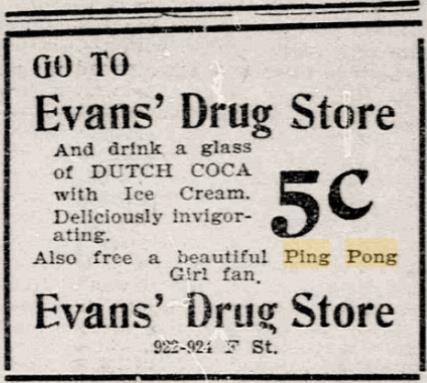 GO TO
Evans' Drug Store
And drink a glass
of DUTCH COCA
with Ice Cream.
Deliciously invigor-
ating.
5c
Also free a beautiful Ping Pong
Girl fan.
Evans' Drug Store
922-924 F St.